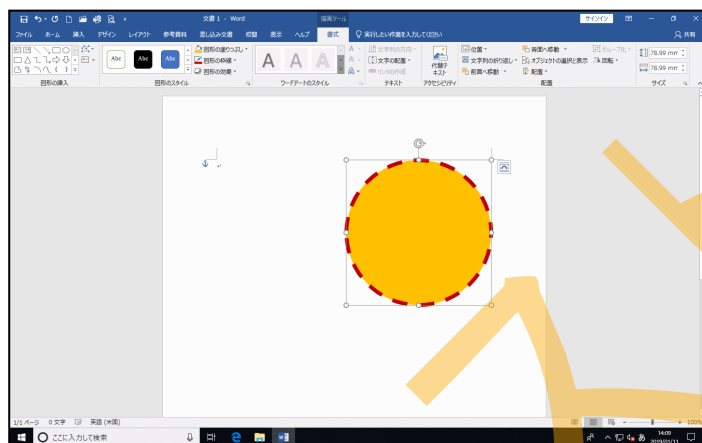 文書 1 - Word
描画ツール
サインイン
ファイル ホーム 挿入 デザイン レイアウト 参考資料 差し込み文書 校閲 表示 ヘルプ 書式 実行したい作業を入力してください 共有
Abc Abc Abc
図形の塗りつぶし
図形の枠線
図形の効果
A A A
文字列の方向
文字の配置
リンクの作成
代替テキスト
位置
文字列の折り返し
前面へ移動
背面へ移動
オブジェクトの選択と表示
配置
グループ化
回転
78.99 mm
78.99 mm
図形の挿入 図形のスタイル ワードアートのスタイル テキスト アクセシビリティ 配置 サイズ
1/1 ページ 0 文字 英語 (米国) 100%
ここに入力して検索
あ
14:09
2019/01/11